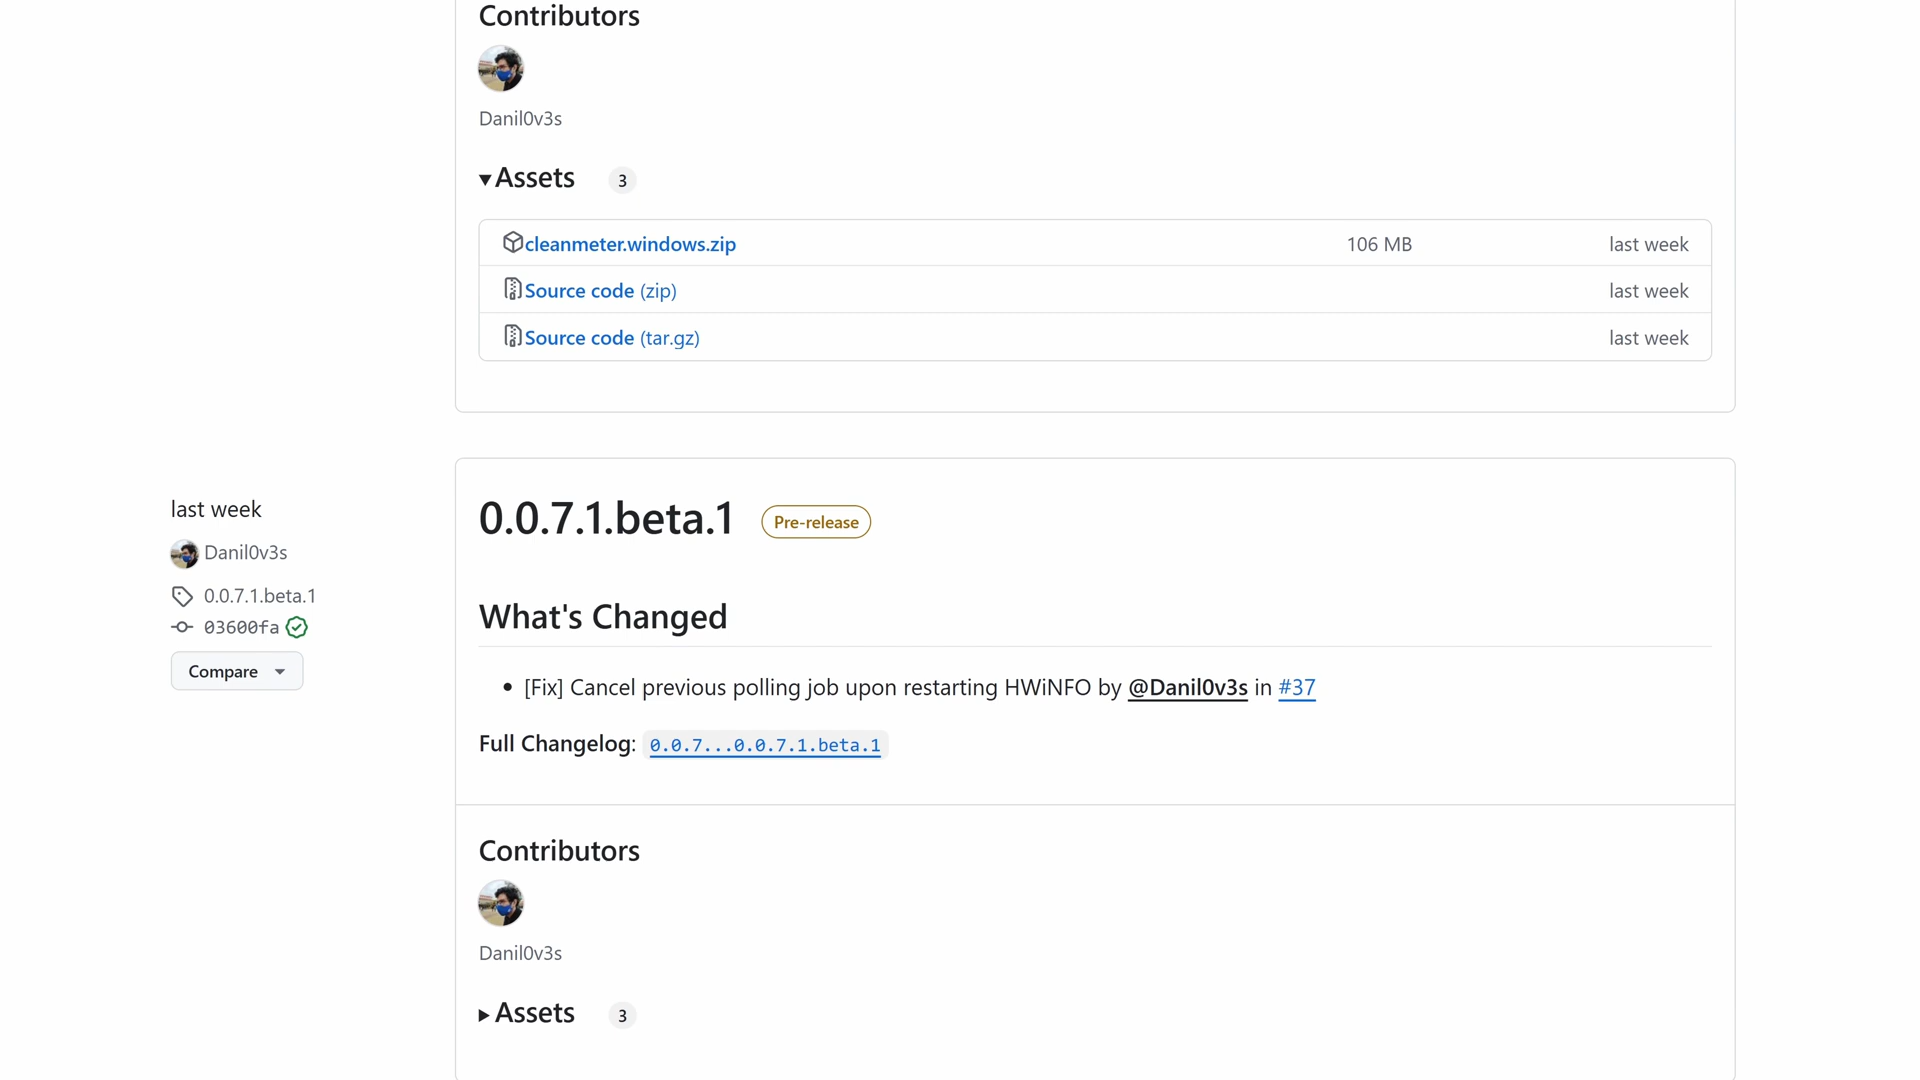 Contributors
Danil0v3s
Assets 3
cleanmeter.windows.zip 106 MB last week
Source code (zip) last week
Source code (tar.gz) last week
last week
Danil0v3s
0.0.7.1.beta.1
03600fa
Compare
0.0.7.1.beta.1 Pre-release
What's Changed
[Fix] Cancel previous polling job upon restarting HWiNFO by @Danil0v3s in #37
Full Changelog: 0.0.7...0.0.7.1.beta.1
Contributors
Danil0v3s
Assets 3